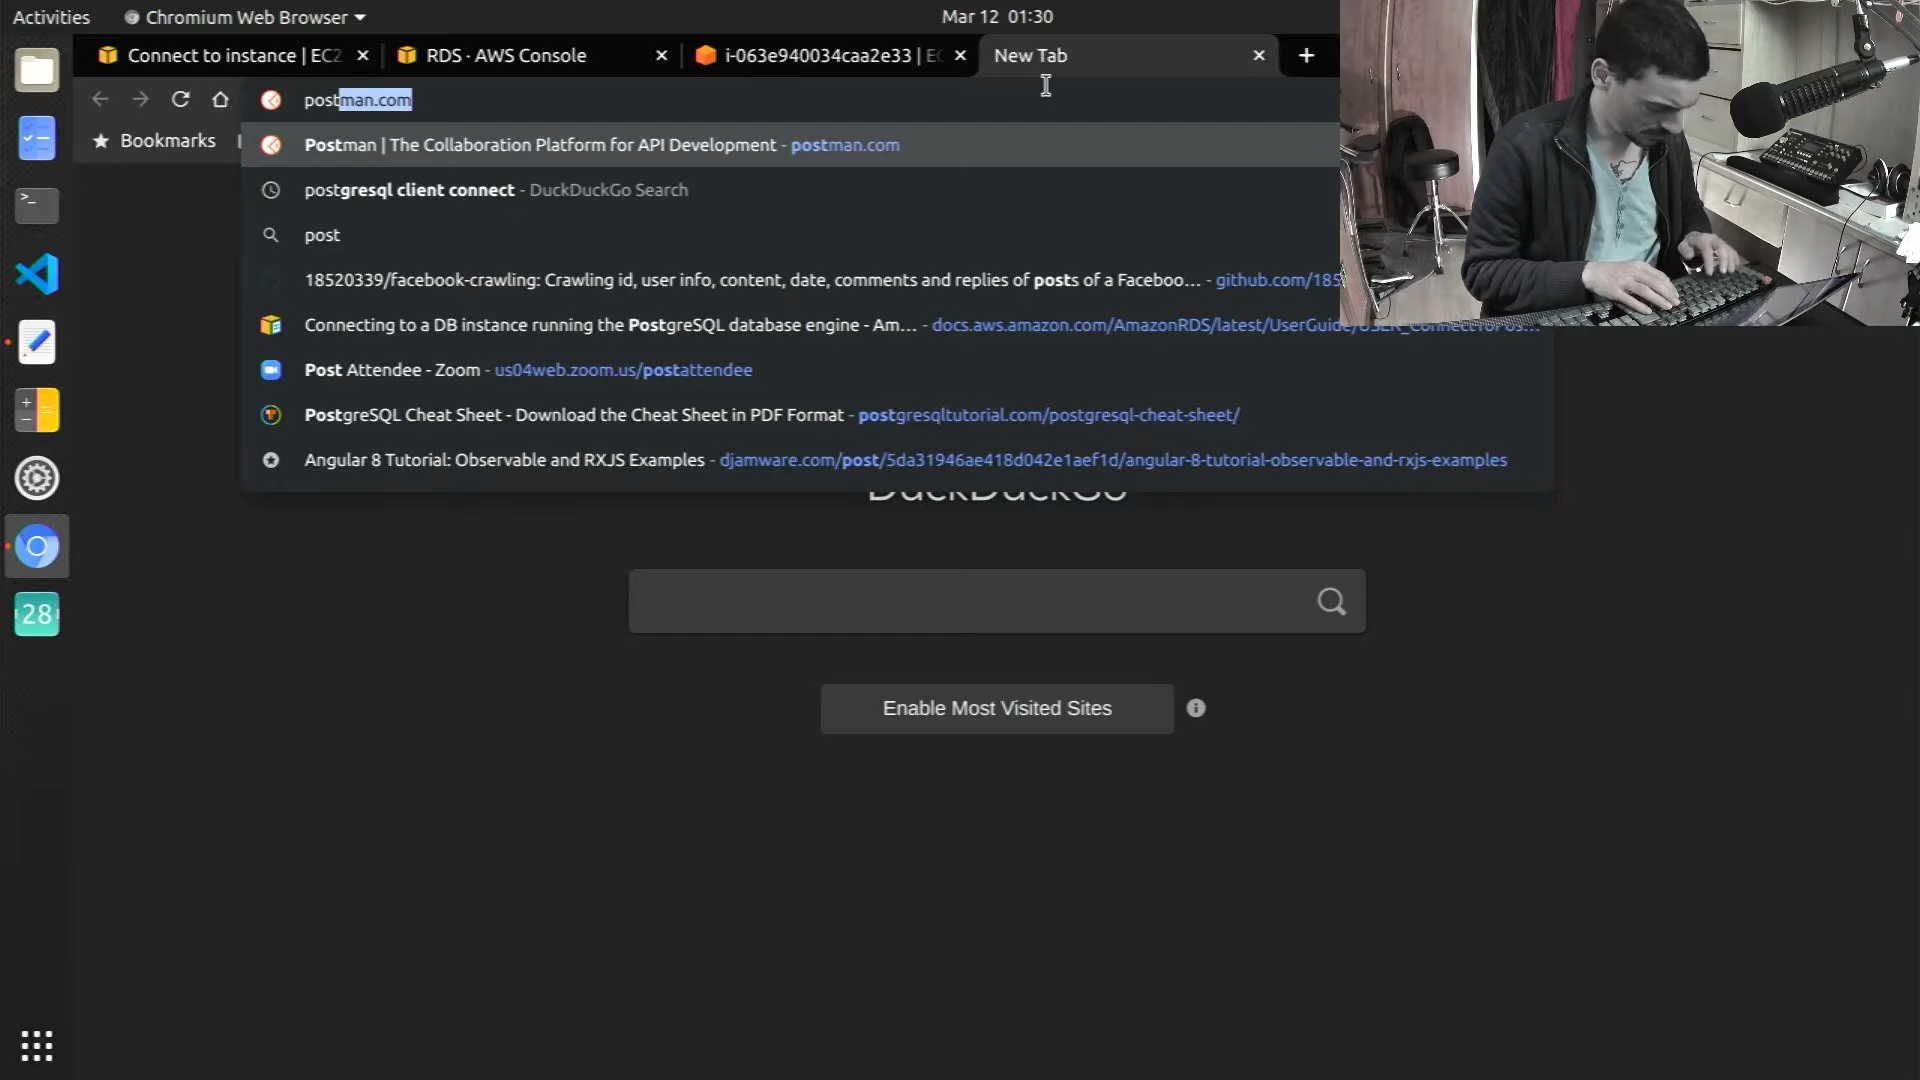 Activities
Chromium Web Browser
Mar 12 01:30
Connect to instance | EC2
RDS · AWS Console
i-063e940034caa2e33 | EC
New Tab
postman.com
Bookmarks
Postman | The Collaboration Platform for API Development - postman.com
postgresql client connect - DuckDuckGo Search
post
18520339/facebook-crawling: Crawling id, user info, content, date, comments and replies of posts of a Faceboo... - github.com/185
Connecting to a DB instance running the PostgreSQL database engine - Am... - docs.aws.amazon.com/AmazonRDS/latest/UserGuide/USER_ConnectToPos...
Post Attendee - Zoom - us04web.zoom.us/postattendee
PostgreSQL Cheat Sheet - Download the Cheat Sheet in PDF Format - postgresqltutorial.com/postgresql-cheat-sheet/
Angular 8 Tutorial: Observable and RXJS Examples - djamware.com/post/5da31946ae418d042e1aef1d/angular-8-tutorial-observable-and-rxjs-examples
DuckDuckGo
Enable Most Visited Sites
28